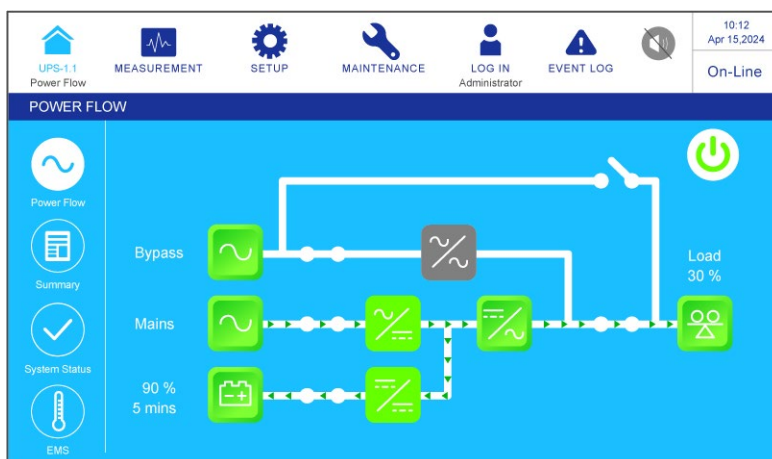 UPS-1.1
Power Flow
MEASUREMENT
SETUP
MAINTENANCE
LOG IN
Administrator
EVENT LOG
10:12
Apr 15,2024
On-Line
POWER FLOW
Power Flow
Summary
System Status
EMS
Bypass
Mains
90 %
5 mins
Load
30 %